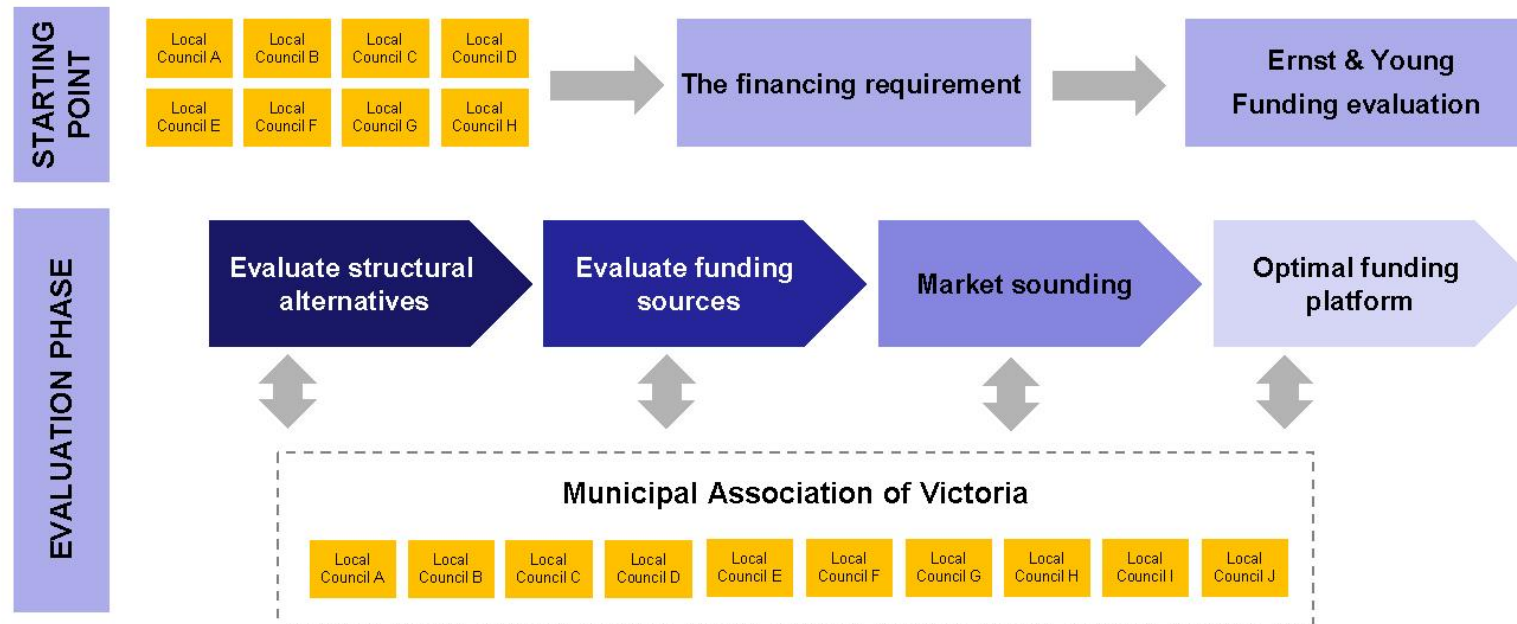 STARTING
POINT
Local
Council A
Local
Council B
Local
Council C
Local
Council D
Local
Council E
Local
Council F
Local
Council G
Local
Council H
The financing requirement
Ernst & Young
Funding evaluation
EVALUATION PHASE
Evaluate structural
alternatives
Evaluate funding
sources
Market sounding
Optimal funding
platform
Municipal Association of Victoria
Local
Council A
Local
Council B
Local
Council C
Local
Council D
Local
Council E
Local
Council F
Local
Council G
Local
Council H
Local
Council I
Local
Council J